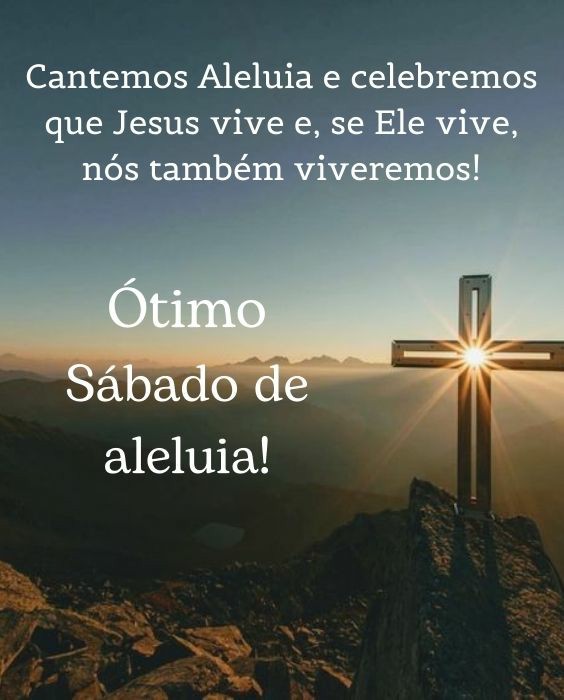 Cantemos Aleluia e celebremos
que Jesus vive e, se Ele vive,
nós também viveremos!
Ótimo
Sábado de
aleluia!